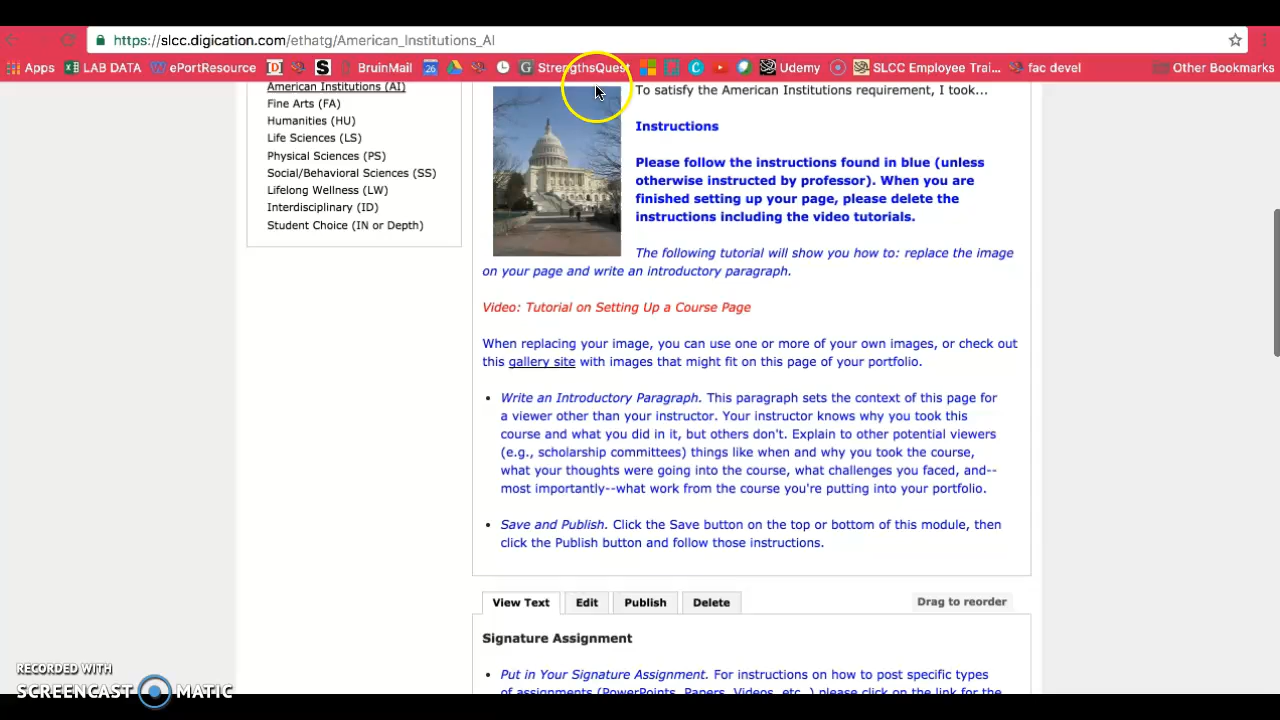 https://slcc.digication.com/ethatg/American_Institutions_AI
Apps LAB DATA ePortResource BruinMail 26 StrengthsQuest Udemy SLCC Employee Trai... fac devel Other Bookmarks
American Institutions (AI)
Fine Arts (FA)
Humanities (HU)
Life Sciences (LS)
Physical Sciences (PS)
Social/Behavioral Sciences (SS)
Lifelong Wellness (LW)
Interdisciplinary (ID)
Student Choice (IN or Depth)
To satisfy the American Institutions requirement, I took...
Instructions
Please follow the instructions found in blue (unless
otherwise instructed by professor). When you are
finished setting up your page, please delete the
instructions including the video tutorials.
The following tutorial will show you how to: replace the image
on your page and write an introductory paragraph.
Video: Tutorial on Setting Up a Course Page
When replacing your image, you can use one or more of your own images, or check out
this gallery site with images that might fit on this page of your portfolio.
• Write an Introductory Paragraph. This paragraph sets the context of this page for
a viewer other than your instructor. Your instructor knows why you took this
course and what you did in it, but others don't. Explain to other potential viewers
(e.g., scholarship committees) things like when and why you took the course,
what your thoughts were going into the course, what challenges you faced, and--
most importantly--what work from the course you're putting into your portfolio.
• Save and Publish. Click the Save button on the top or bottom of this module, then
click the Publish button and follow those instructions.
View Text Edit Publish Delete Drag to reorder
Signature Assignment
• Put in Your Signature Assignment. For instructions on how to post specific types
of assignments (PowerPoints, Papers, Videos, etc.) please click on the link for the
RECORDED WITH
SCREENCAST MATIC